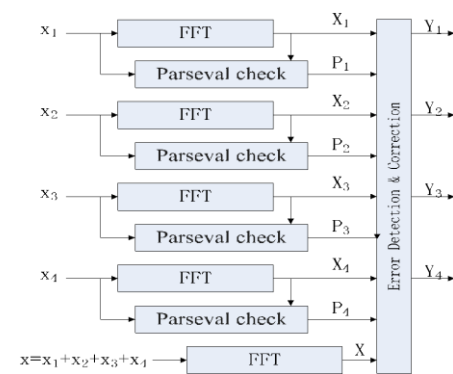 x₁ FFT X₁ Y₁
Parseval check P₁
x₂ FFT X₂ Y₂
Parseval check P₂
x₃ FFT X₃ Y₃
Parseval check P₃
x₄ FFT X₄ Y₄
Parseval check P₄
x=x₁+x₂+x₃+x₄ FFT X
Error Detection & Correction